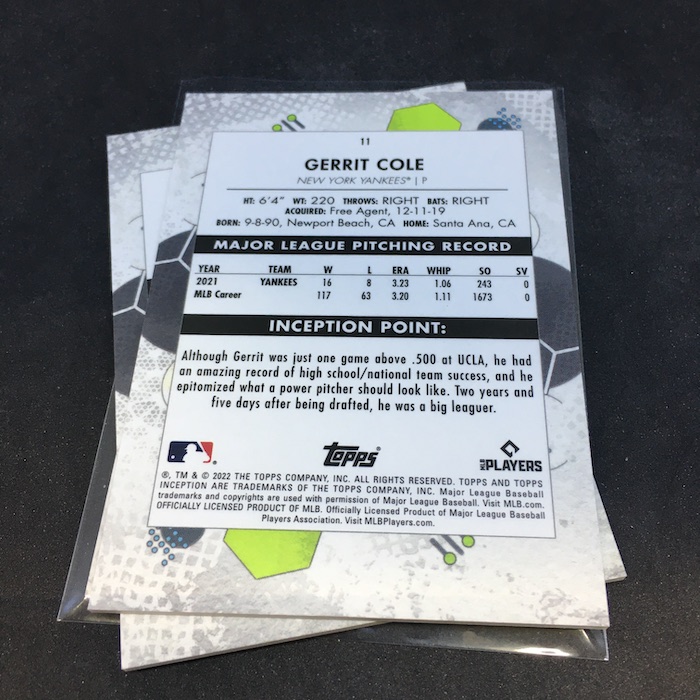 11
GERRIT COLE
NEW YORK YANKEES® | P
HT: 6'4" WT: 220 THROWS: RIGHT BATS: RIGHT
ACQUIRED: Free Agent, 12-11-19
BORN: 9-8-90, Newport Beach, CA HOME: Santa Ana, CA
MAJOR LEAGUE PITCHING RECORD
YEAR TEAM W L ERA WHIP SO SV
2021 YANKEES 16 8 3.23 1.06 243 0
MLB Career 117 63 3.20 1.11 1673 0
INCEPTION POINT:
Although Gerrit was just one game above .500 at UCLA, he had
an amazing record of high school/national team success, and he
epitomized what a power pitcher should look like. Two years and
five days after being drafted, he was a big leaguer.
Topps
MLB PLAYERS
®, TM & © 2022 THE TOPPS COMPANY, INC. ALL RIGHTS RESERVED. TOPPS AND TOPPS
INCEPTION ARE TRADEMARKS OF THE TOPPS COMPANY, INC. Major League Baseball
trademarks and copyrights are used with permission of Major League Baseball. Visit MLB.com.
OFFICIALLY LICENSED PRODUCT OF MLB. Officially Licensed Product of Major League Baseball
Players Association. Visit MLBPlayers.com.